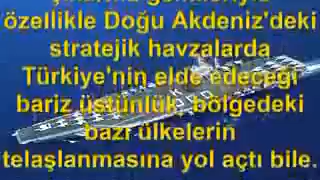 özellikle Doğu Akdeniz'deki
stratejik havzalarda
Türkiye'nin elde edeceği
bariz üstünlük, bölgedeki
bazı ülkelerin
telaşlanmasına yol açtı bile.